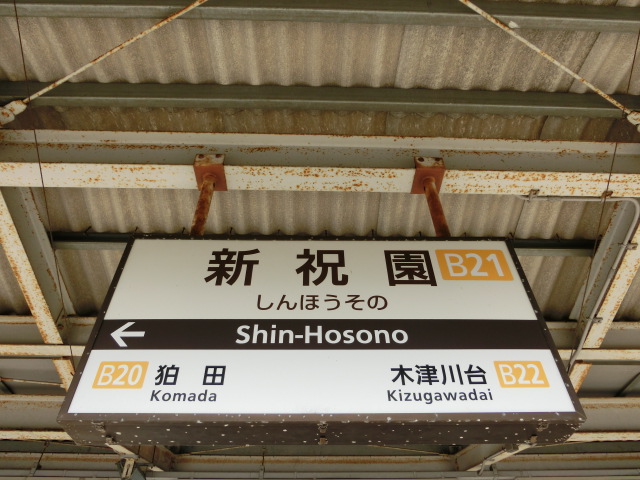 新祝園 B21
しんほうその
← Shin-Hosono
B20 狛田 木津川台 B22
Komada Kizugawadai